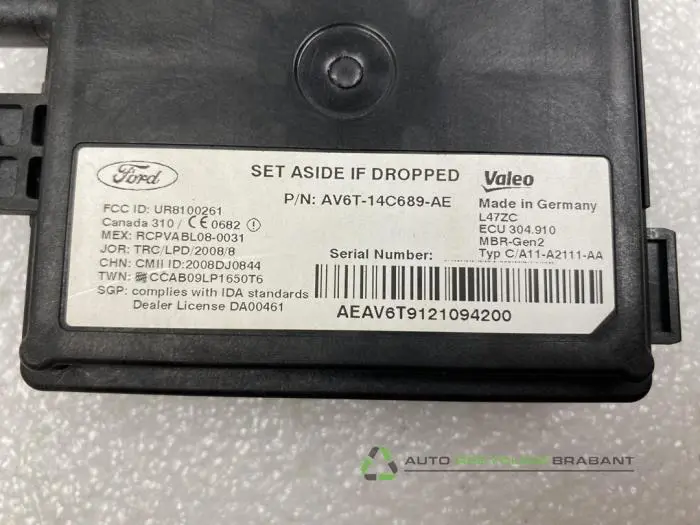 Ford
SET ASIDE IF DROPPED
Valeo
P/N: AV6T-14C689-AE
FCC ID: UR8100261
Canada 310 / CE0682
MEX: RCPVABL08-0031
JOR: TRC/LPD/2008/8
CHN: CMII ID:2008DJ0844
TWN: CCAB09LP1650T6
SGP: complies with IDA standards
Dealer License DA00461
Made in Germany
L47ZC
ECU 304.910
MBR-Gen2
Typ C/A11-A2111-AA
Serial Number:
AEAV6T9121094200
AUTO RECYCLING BRABANT